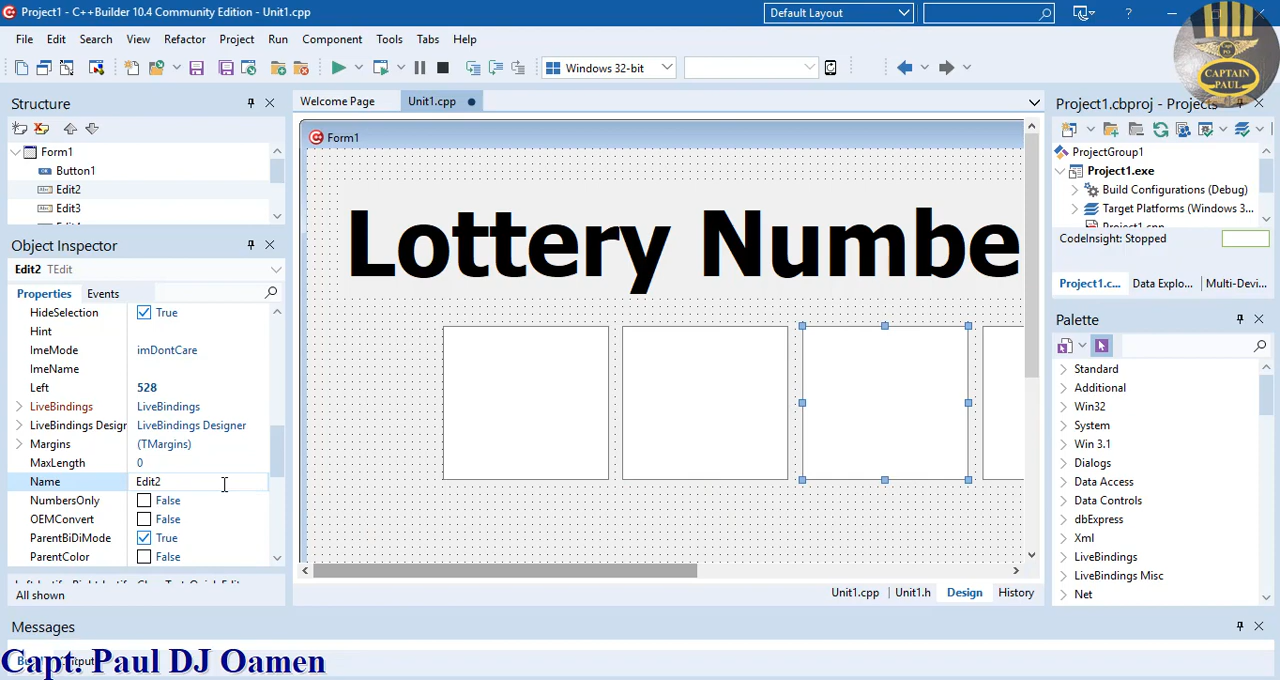 Project1 - C++Builder 10.4 Community Edition - Unit1.cpp
Default Layout
?
File Edit Search View Refactor Project Run Component Tools Tabs Help
Windows 32-bit
CAPTAIN
PAUL
Structure
Form1
Button1
Edit2
Edit3
Object Inspector
Edit2 TEdit
Properties Events
HideSelection True
Hint
ImeMode imDontCare
ImeName
Left 528
LiveBindings LiveBindings
LiveBindings Design LiveBindings Designer
Margins (TMargins)
MaxLength 0
Name Edit2
NumbersOnly False
OEMConvert False
ParentBiDiMode True
ParentColor False
All shown
Welcome Page Unit1.cpp
Form1
Lottery Numbe
Unit1.cpp Unit1.h Design History
Project1.cbproj - Projects
ProjectGroup1
Project1.exe
Build Configurations (Debug)
Target Platforms (Windows 3...
Project1.cpp
CodeInsight: Stopped
Project1.c... Data Explo... Multi-Devi...
Palette
Standard
Additional
Win32
System
Win 3.1
Dialogs
Data Access
Data Controls
dbExpress
Xml
LiveBindings
LiveBindings Misc
Net
Messages
Capt. Paul DJ Oamen